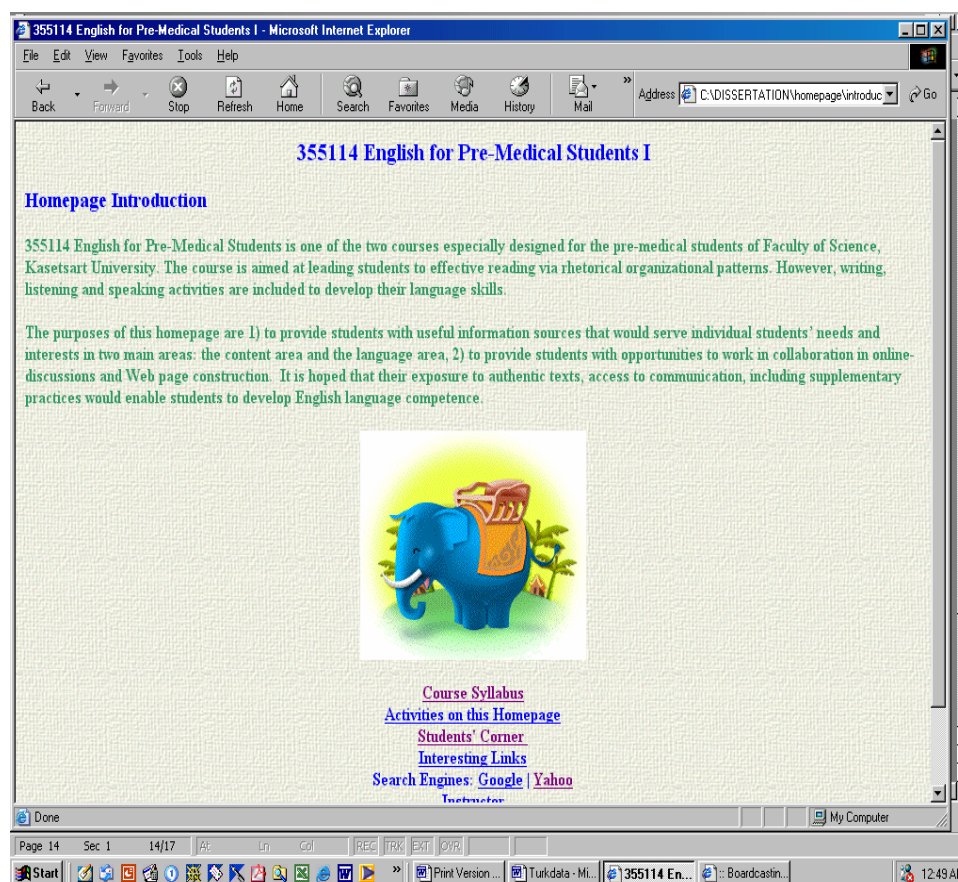 355114 English for Pre-Medical Students I - Microsoft Internet Explorer
File Edit View Favorites Tools Help
Back Forward Stop Refresh Home Search Favorites Media History Mail » Address C:\DISSERTATION\homepage\introduc Go
355114 English for Pre-Medical Students I
Homepage Introduction
355114 English for Pre-Medical Students is one of the two courses especially designed for the pre-medical students of Faculty of Science,
Kasetsart University. The course is aimed at leading students to effective reading via rhetorical organizational patterns. However, writing,
listening and speaking activities are included to develop their language skills.
The purposes of this homepage are 1) to provide students with useful information sources that would serve individual students' needs and
interests in two main areas: the content area and the language area, 2) to provide students with opportunities to work in collaboration in online-
discussions and Web page construction. It is hoped that their exposure to authentic texts, access to communication, including supplementary
practices would enable students to develop English language competence.
Course Syllabus
Activities on this Homepage
Students' Corner
Interesting Links
Search Engines: Google | Yahoo
Instructor
Done My Computer
Page 14 Sec 1 14/17 At Ln Col REC TRK EXT OVR
Start » Print Version ... Turkdata - Mi... 355114 En... :: Boardcastin... 12:49 AM